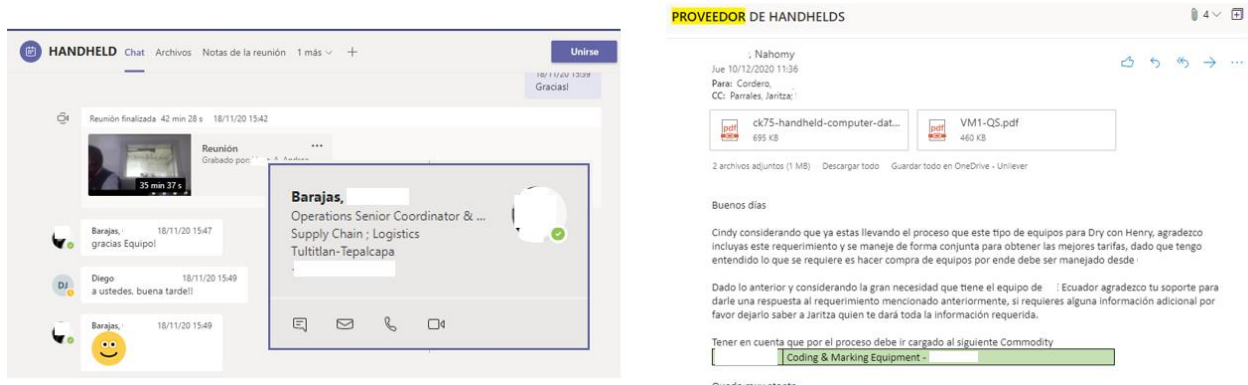 HANDHELD Chat Archivos Notas de la reunión 1 más
Unirse
18/11/20 15:39
Gracias!
Reunión finalizada 42 min 28 s 18/11/20 15:42
Reunión
Grabado por:
35 min 37 s
Barajas, 18/11/20 15:47
gracias Equipo!
DJ
Diego 18/11/20 15:49
a ustedes, buena tarde!!
Barajas, 18/11/20 15:49
Barajas,
Operations Senior Coordinator & ...
Supply Chain ; Logistics
Tultitlan-Tepalcapa
PROVEEDOR DE HANDHELDS
4
; Nahomy
Jue 10/12/2020 11:36
Para: Cordero,
CC: Parrales, Jaritza;
pdf
ck75-handheld-computer-dat...
695 KB
pdf
VM1-QS.pdf
460 KB
2 archivos adjuntos (1 MB) Descargar todo Guardar todo en OneDrive - Unilever
Buenos días
Cindy considerando que ya estas llevando el proceso que este tipo de equipos para Dry con Henry, agradezco
incluyas este requerimiento y se maneje de forma conjunta para obtener las mejores tarifas, dado que tengo
entendido lo que se requiere es hacer compra de equipos por ende debe ser manejado desde
Dado lo anterior y considerando la gran necesidad que tiene el equipo de Ecuador agradezco tu soporte para
darle una respuesta al requerimiento mencionado anteriormente, si requieres alguna información adicional por
favor dejarlo saber a Jaritza quien te dará toda la información requerida.
Tener en cuenta que por el proceso debe ir cargado al siguiente Commodity
Coding & Marking Equipment -